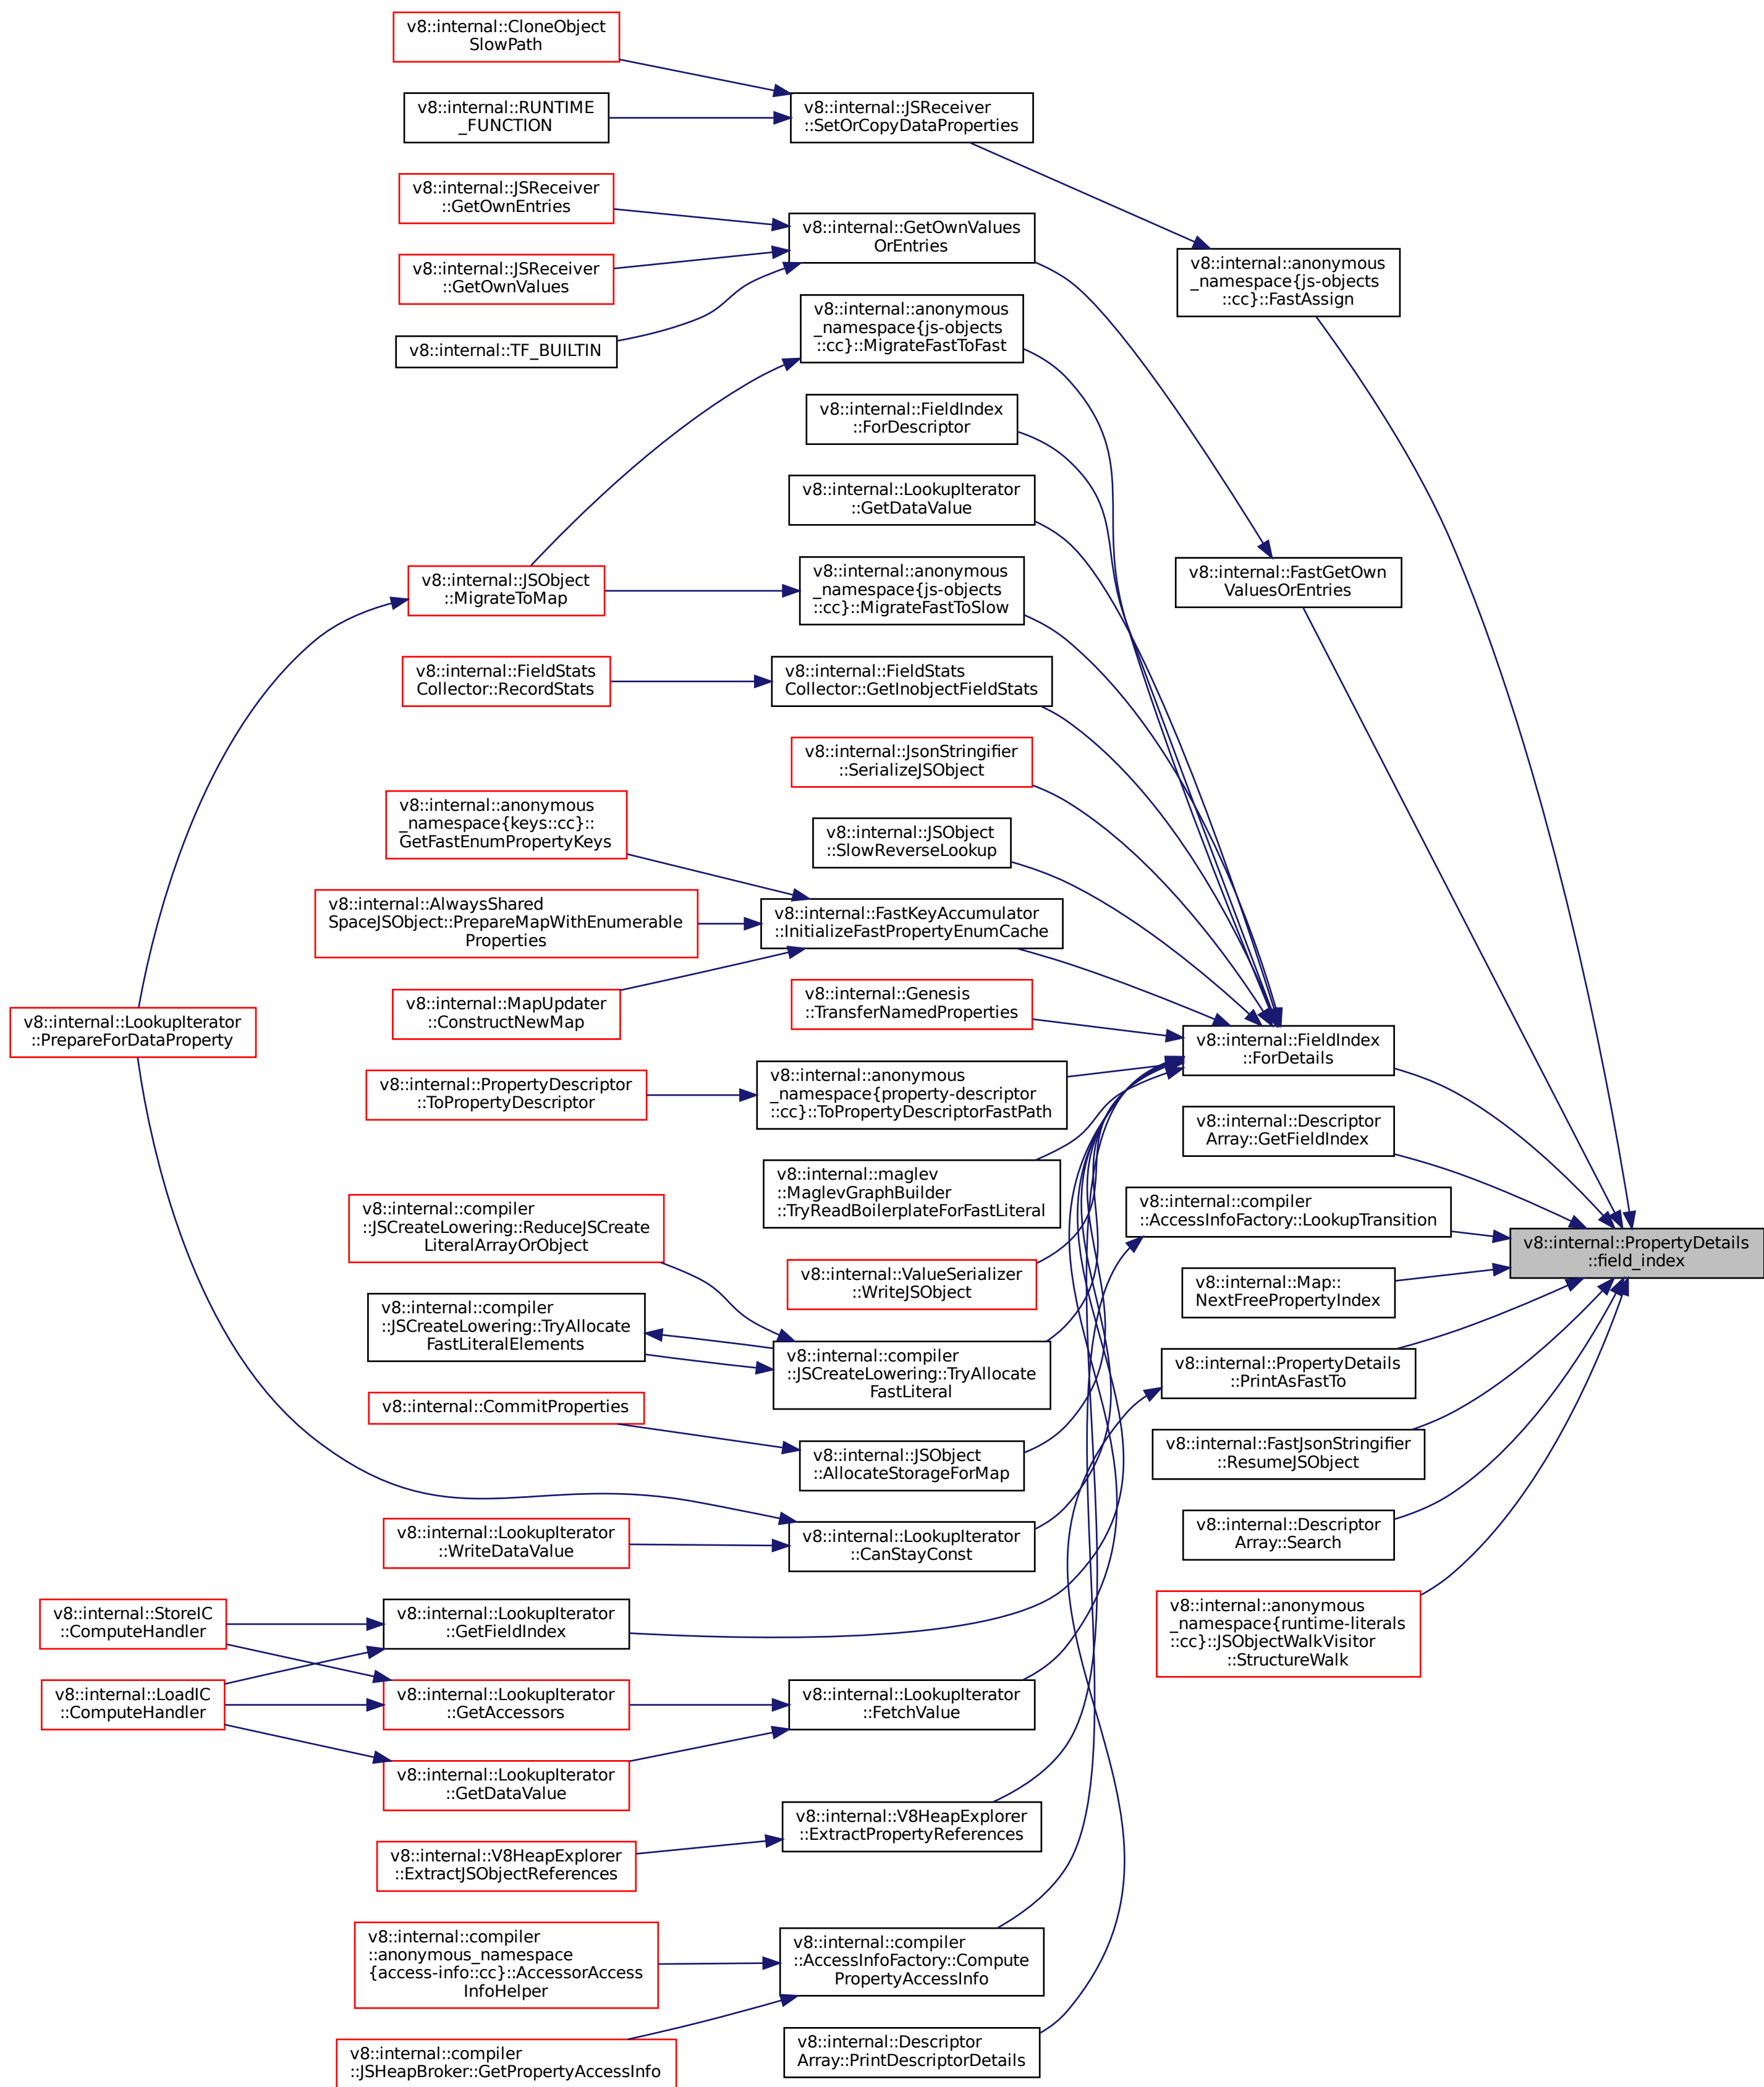 v8::internal::CloneObject
SlowPath
v8::internal::RUNTIME
_FUNCTION
v8::internal::JSReceiver
::SetOrCopyDataProperties
v8::internal::JSReceiver
::GetOwnEntries
v8::internal::GetOwnValues
OrEntries
v8::internal::JSReceiver
::GetOwnValues
v8::internal::anonymous
_namespace{js-objects
::cc}::FastAssign
v8::internal::TF_BUILTIN
v8::internal::anonymous
_namespace{js-objects
::cc}::MigrateFastToFast
v8::internal::FieldIndex
::ForDescriptor
v8::internal::LookupIterator
::GetDataValue
v8::internal::JSObject
::MigrateToMap
v8::internal::anonymous
_namespace{js-objects
::cc}::MigrateFastToSlow
v8::internal::FastGetOwn
ValuesOrEntries
v8::internal::FieldStats
Collector::RecordStats
v8::internal::FieldStats
Collector::GetInobjectFieldStats
v8::internal::JsonStringifier
::SerializeJSObject
v8::internal::anonymous
_namespace{keys::cc}::
GetFastEnumPropertyKeys
v8::internal::JSObject
::SlowReverseLookup
v8::internal::AlwaysShared
SpaceJSObject::PrepareMapWithEnumerable
Properties
v8::internal::FastKeyAccumulator
::InitializeFastPropertyEnumCache
v8::internal::MapUpdater
::ConstructNewMap
v8::internal::Genesis
::TransferNamedProperties
v8::internal::LookupIterator
::PrepareForDataProperty
v8::internal::FieldIndex
::ForDetails
v8::internal::PropertyDescriptor
::ToPropertyDescriptor
v8::internal::anonymous
_namespace{property-descriptor
::cc}::ToPropertyDescriptorFastPath
v8::internal::Descriptor
Array::GetFieldIndex
v8::internal::maglev
::MaglevGraphBuilder
::TryReadBoilerplateForFastLiteral
v8::internal::compiler
::AccessInfoFactory::LookupTransition
v8::internal::compiler
::JSCreateLowering::ReduceJSCreate
LiteralArrayOrObject
v8::internal::PropertyDetails
::field_index
v8::internal::ValueSerializer
::WriteJSObject
v8::internal::Map::
NextFreePropertyIndex
v8::internal::compiler
::JSCreateLowering::TryAllocate
FastLiteralElements
v8::internal::compiler
::JSCreateLowering::TryAllocate
FastLiteral
v8::internal::PropertyDetails
::PrintAsFastTo
v8::internal::CommitProperties
v8::internal::JSObject
::AllocateStorageForMap
v8::internal::FastJsonStringifier
::ResumeJSObject
v8::internal::LookupIterator
::WriteDataValue
v8::internal::LookupIterator
::CanStayConst
v8::internal::Descriptor
Array::Search
v8::internal::StoreIC
::ComputeHandler
v8::internal::LookupIterator
::GetFieldIndex
v8::internal::anonymous
_namespace{runtime-literals
::cc}::JSObjectWalkVisitor
::StructureWalk
v8::internal::LoadIC
::ComputeHandler
v8::internal::LookupIterator
::GetAccessors
v8::internal::LookupIterator
::FetchValue
v8::internal::LookupIterator
::GetDataValue
v8::internal::V8HeapExplorer
::ExtractPropertyReferences
v8::internal::V8HeapExplorer
::ExtractJSObjectReferences
v8::internal::compiler
::anonymous_namespace
{access-info::cc}::AccessorAccess
InfoHelper
v8::internal::compiler
::AccessInfoFactory::Compute
PropertyAccessInfo
v8::internal::compiler
::JSHeapBroker::GetPropertyAccessInfo
v8::internal::Descriptor
Array::PrintDescriptorDetails